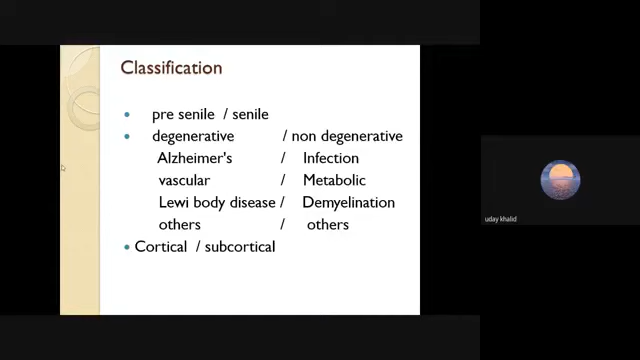 Classification
pre senile / senile
degenerative / non degenerative
Alzheimer's / Infection
vascular / Metabolic
Lewi body disease / Demyelination
others / others
Cortical / subcortical
uday khalid